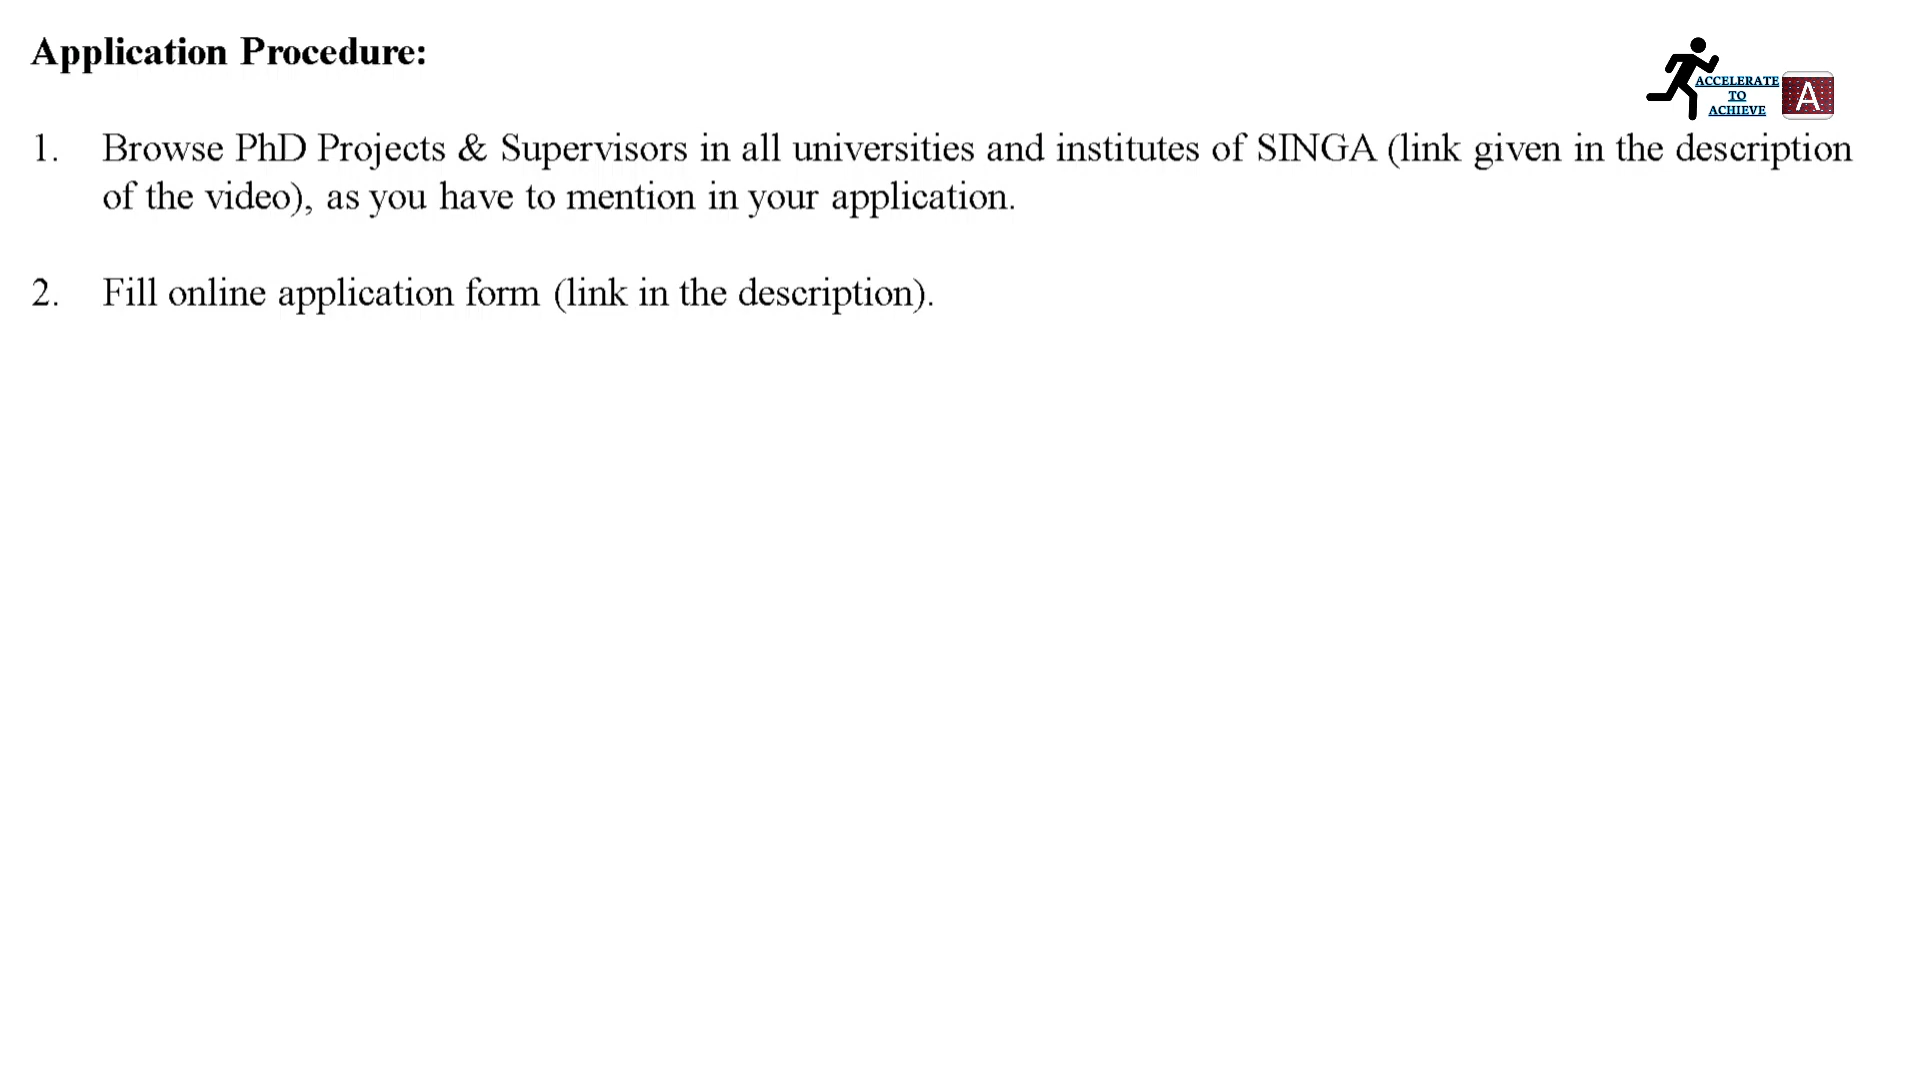 Application Procedure:
ACCELERATE
TO
ACHIEVE
A
1. Browse PhD Projects & Supervisors in all universities and institutes of SINGA (link given in the description
of the video), as you have to mention in your application.
2. Fill online application form (link in the description).